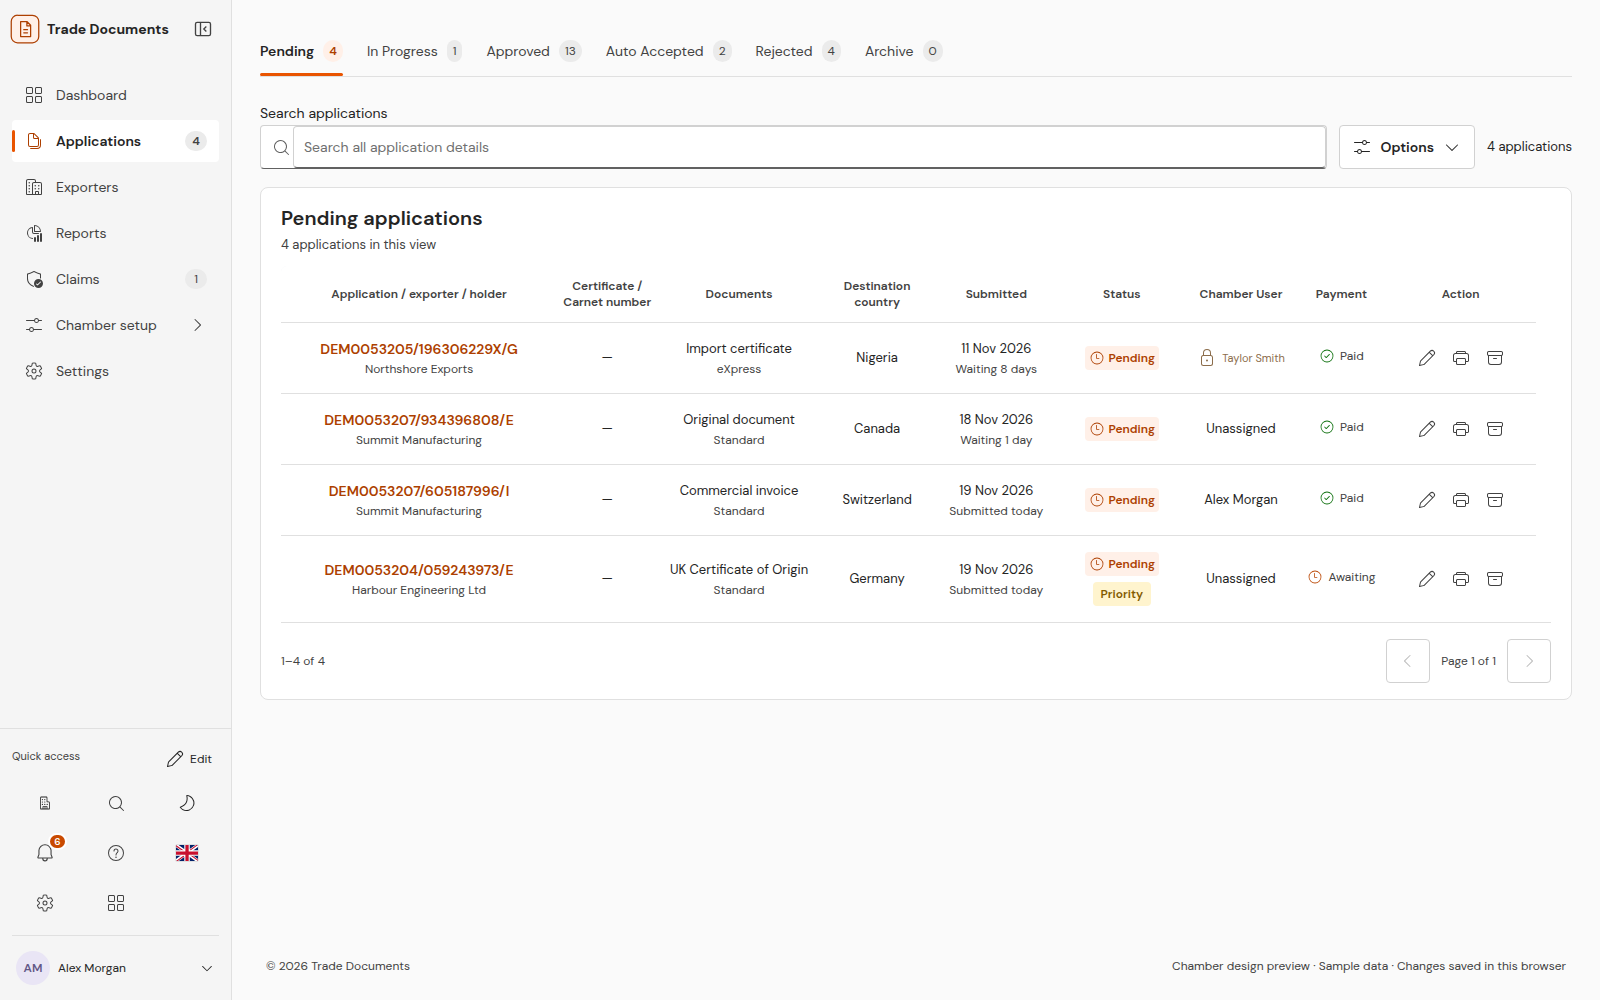 Trade Documents
Dashboard
Applications 4
Exporters
Reports
Claims 1
Chamber setup
Settings
Quick access
Edit
6
AM Alex Morgan
Pending 4 In Progress 1 Approved 13 Auto Accepted 2 Rejected 4 Archive 0
Search applications
Search all application details
Options
4 applications
Pending applications
4 applications in this view
Application / exporter / holder
Certificate /
Carnet number
Documents
Destination
country
Submitted
Status
Chamber User
Payment
Action
DEM0053205/196306229X/G
Northshore Exports
—
Import certificate
eXpress
Nigeria
11 Nov 2026
Waiting 8 days
Pending
Taylor Smith
Paid
DEM0053207/934396808/E
Summit Manufacturing
—
Original document
Standard
Canada
18 Nov 2026
Waiting 1 day
Pending
Unassigned
Paid
DEM0053207/605187996/I
Summit Manufacturing
—
Commercial invoice
Standard
Switzerland
19 Nov 2026
Submitted today
Pending
Alex Morgan
Paid
DEM0053204/059243973/E
Harbour Engineering Ltd
—
UK Certificate of Origin
Standard
Germany
19 Nov 2026
Submitted today
Pending
Priority
Unassigned
Awaiting
1–4 of 4
Page 1 of 1
© 2026 Trade Documents
Chamber design preview · Sample data · Changes saved in this browser